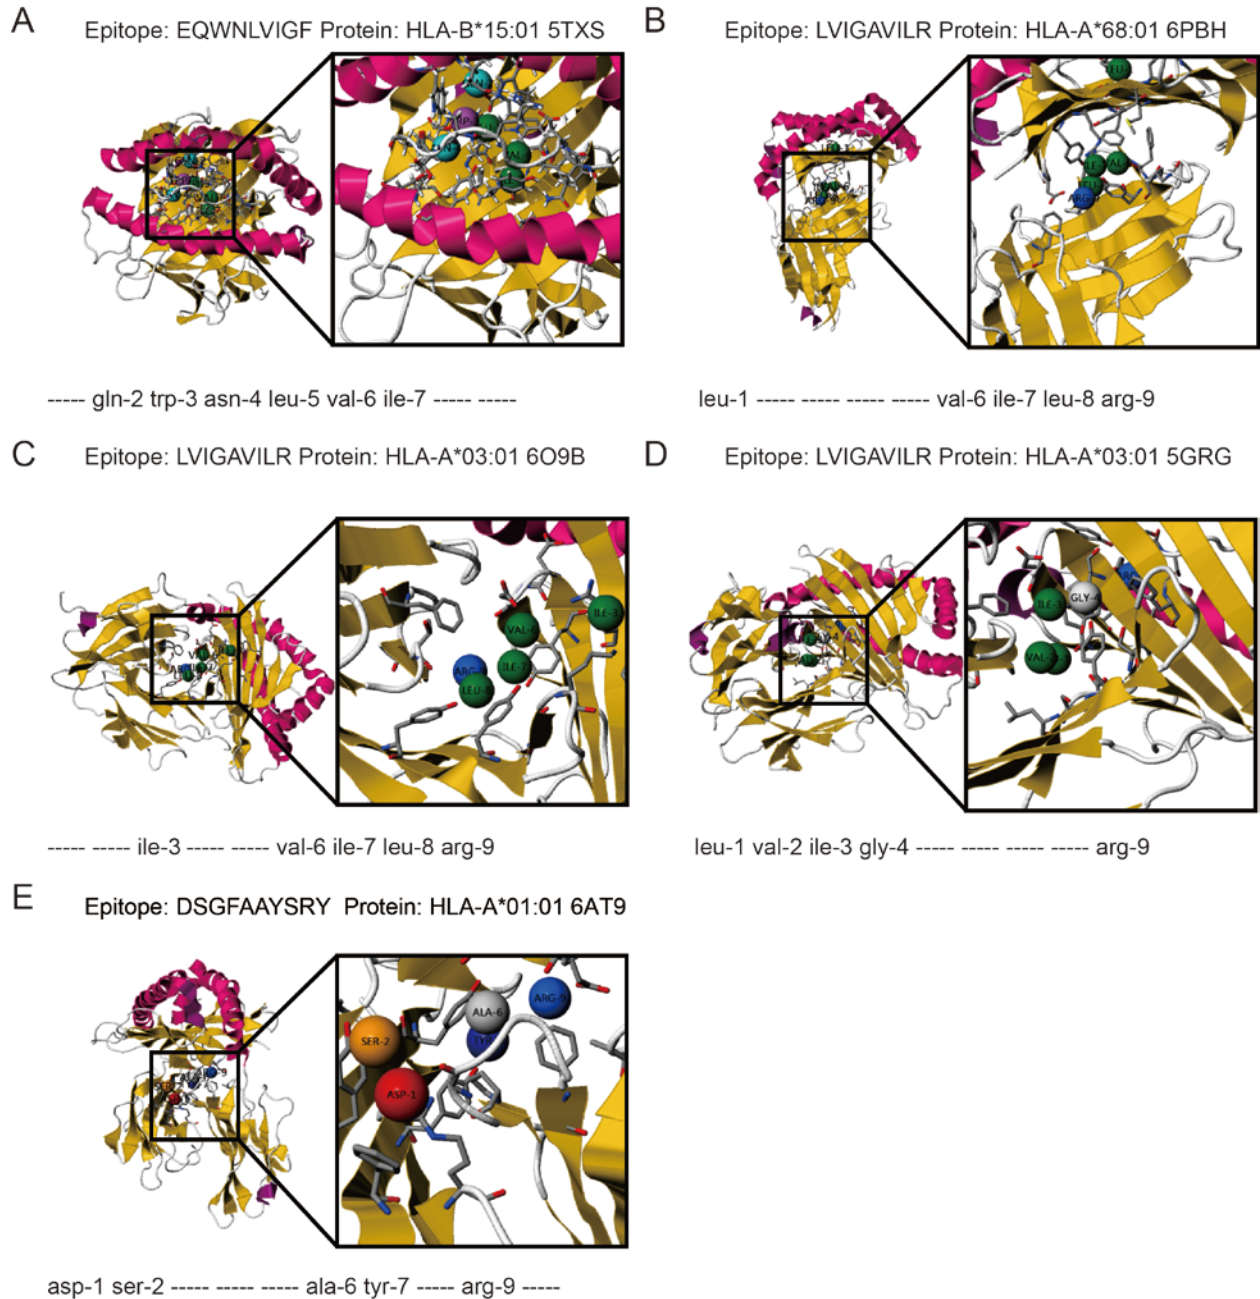 A
Epitope: EQWNLVIGF Protein: HLA-B*15:01 5TXS
----- gln-2 trp-3 asn-4 leu-5 val-6 ile-7 ----- -----
B
Epitope: LVIGAVILR Protein: HLA-A*68:01 6PBH
ARG-9
leu-1 ----- ----- ----- ----- val-6 ile-7 leu-8 arg-9
C
Epitope: LVIGAVILR Protein: HLA-A*03:01 6O9B
ILE-3
VAL-6
ILE-7
LEU-8
----- ----- ile-3 ----- ----- val-6 ile-7 leu-8 arg-9
D
Epitope: LVIGAVILR Protein: HLA-A*03:01 5GRG
ILE-3
GLY-4
VAL-2
leu-1 val-2 ile-3 gly-4 ----- ----- ----- ----- arg-9
E
Epitope: DSGFAAYSRY Protein: HLA-A*01:01 6AT9
ARG-9
ALA-6
SER-2
TYR
ASP-1
asp-1 ser-2 ----- ----- ----- ala-6 tyr-7 ----- arg-9 -----